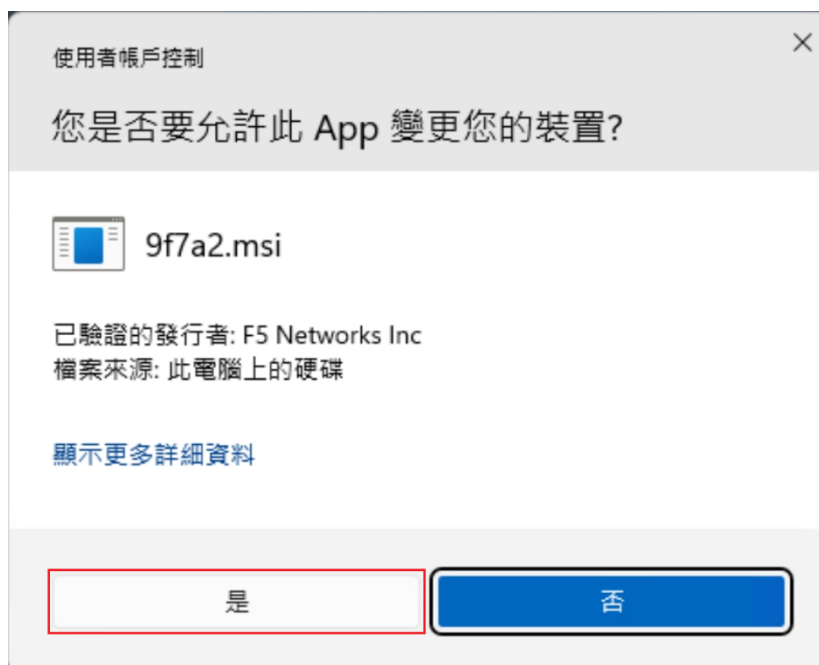 使用者帳戶控制
您是否要允許此 App 變更您的裝置?
9f7a2.msi
已驗證的發行者: F5 Networks Inc
檔案來源: 此電腦上的硬碟
顯示更多詳細資料
是
否